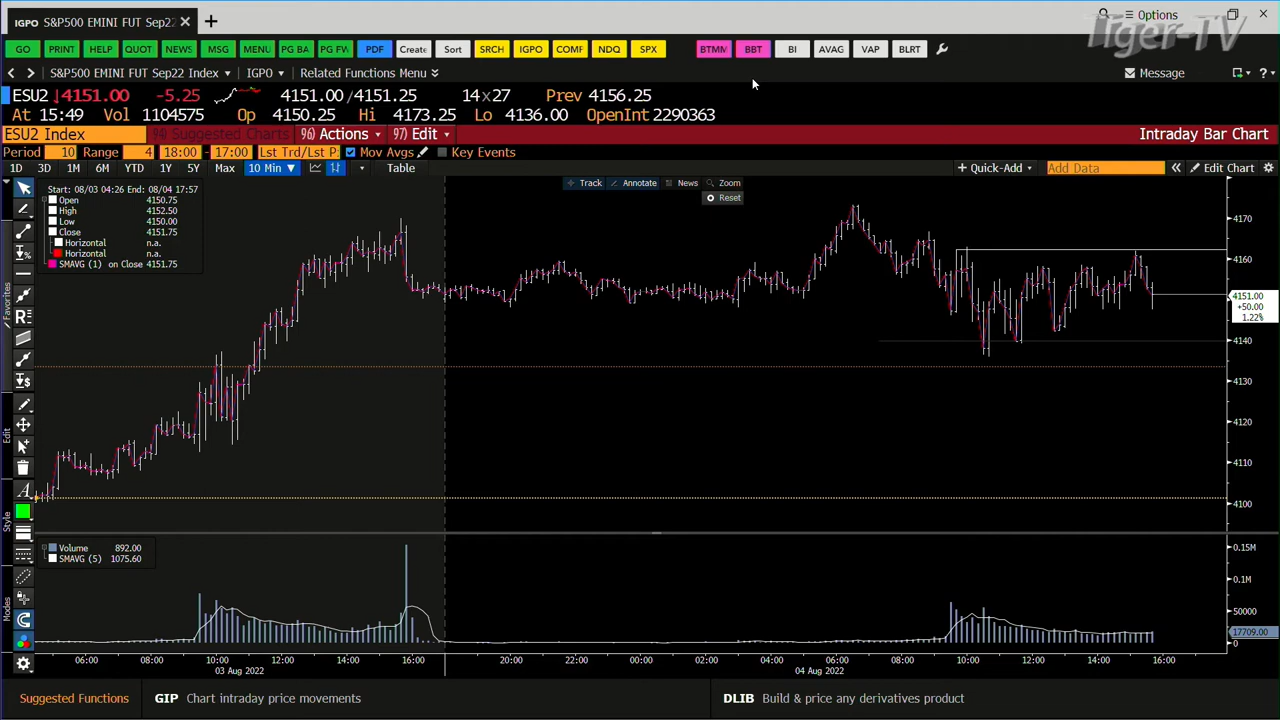 IGPO S&P500 EMINI FUT Sep22 × +
Options
Tiger-TV
GO PRINT HELP QUOT NEWS MSG MENU PG BA PG FW PDF Create Sort SRCH IGPO COMF NDQ SPX BTMM BBT BI AVAG VAP BLRT
S&P500 EMINI FUT Sep22 Index IGPO Related Functions Menu Message
ESU2 ↓4151.00 -5.25 4151.00/4151.25 14x27 Prev 4156.25
At 15:49 Vol 1104575 Op 4150.25 Hi 4173.25 Lo 4136.00 OpenInt 2290363
ESU2 Index 94) Suggested Charts 96) Actions 97) Edit Intraday Bar Chart
Period 10 Range 4 18:00 - 17:00 Lst Trd/Lst P Mov Avgs Key Events
1D 3D 1M 6M YTD 1Y 5Y Max 10 Min ▼ Table + Quick-Add Add Data « Edit Chart
Track Annotate News Zoom
Reset
Start: 08/03 04:26 End: 08/04 17:57
Open 4150.75
High 4152.50
Low 4150.00
Close 4151.75
Horizontal n.a.
Horizontal n.a.
SMAVG (1) on Close 4151.75
4170
4160
4151.00
+50.00
1.22%
4140
4130
4120
4110
4100
Favorites
Edit
Style
Modes
Volume 892.00
SMAVG (5) 1075.60
0.15M
0.1M
50000
17709.00
0
06:00 08:00 10:00 12:00 14:00 16:00 20:00 22:00 00:00 02:00 04:00 06:00 08:00 10:00 12:00 14:00 16:00
03 Aug 2022 04 Aug 2022
Suggested Functions GIP Chart intraday price movements DLIB Build & price any derivatives product